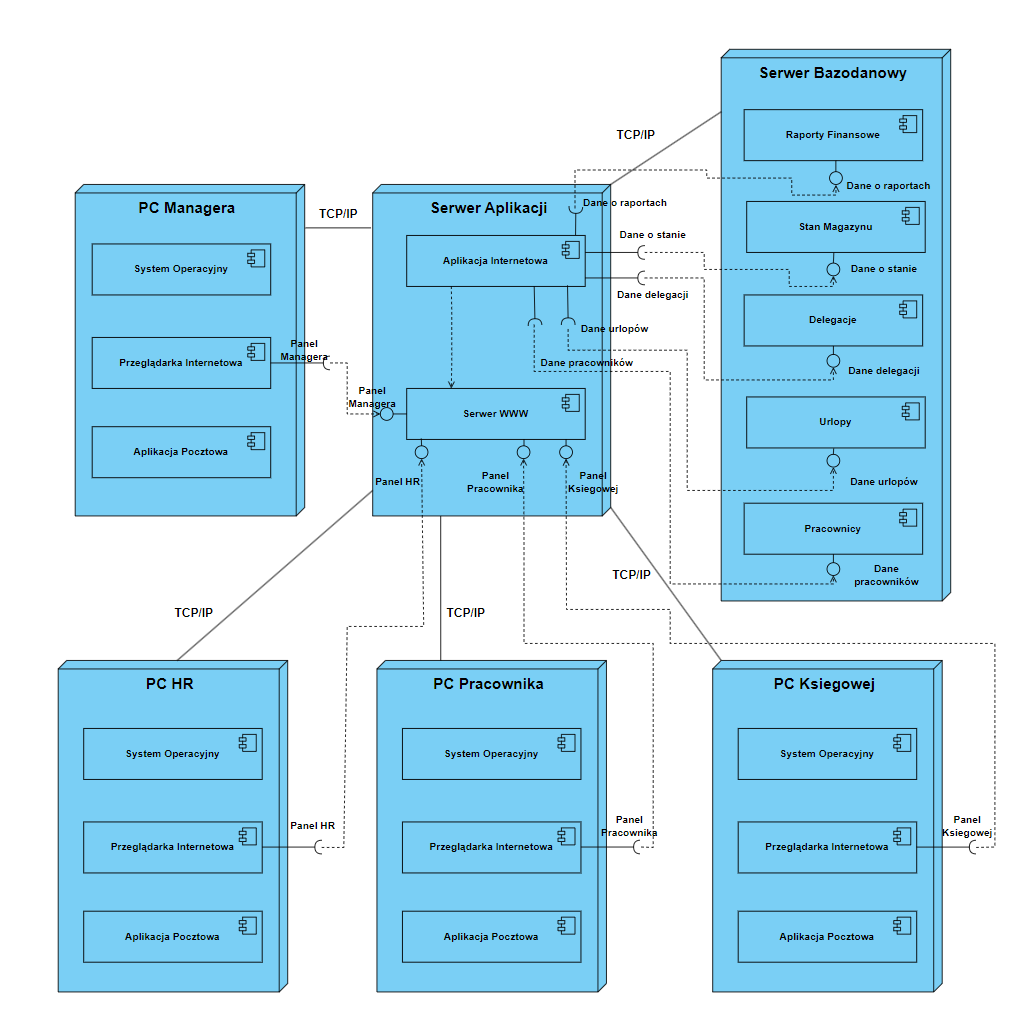 Serwer Bazodanowy
Raporty Finansowe
Dane o raportach
Stan Magazynu
Dane o stanie
Delegacje
Dane delegacji
Urlopy
Dane urlopów
Pracownicy
Dane
pracowników
TCP/IP
PC Managera
System Operacyjny
Przeglądarka Internetowa
Aplikacja Pocztowa
Panel
Managera
TCP/IP
Serwer Aplikacji
Aplikacja Internetowa
Dane o raportach
Dane o stanie
Dane delegacji
Dane urlopów
Dane pracowników
Panel
Managera
Serwer WWW
Panel HR
Panel
Pracownika
Panel
Ksiegowej
TCP/IP
TCP/IP
TCP/IP
PC HR
System Operacyjny
Przeglądarka Internetowa
Aplikacja Pocztowa
Panel HR
PC Pracownika
System Operacyjny
Przeglądarka Internetowa
Aplikacja Pocztowa
Panel
Pracownika
PC Ksiegowej
System Operacyjny
Przeglądarka Internetowa
Aplikacja Pocztowa
Panel
Ksiegowej